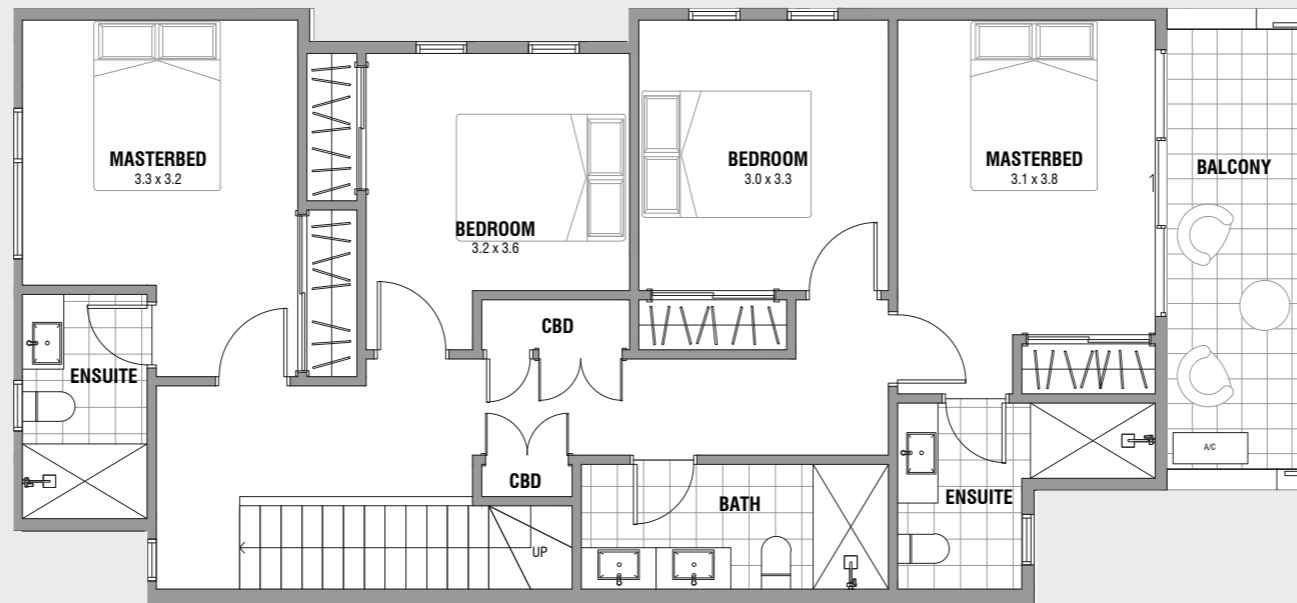 MASTERBED
3.3 x 3.2
BEDROOM
3.2 x 3.6
BEDROOM
3.0 x 3.3
MASTERBED
3.1 x 3.8
BALCONY
CBD
ENSUITE
A/C
CBD
BATH
ENSUITE
UP